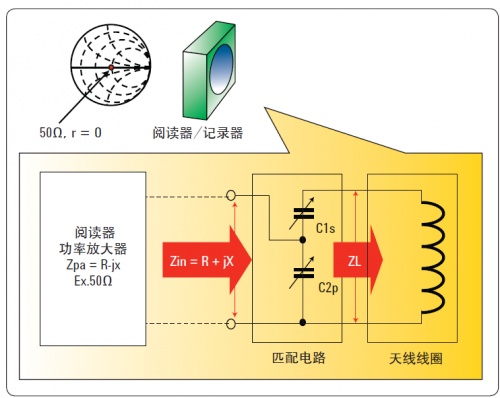 50Ω, r = 0
阅读器/记录器
阅读器
功率放大器
Zpa = R-jx
Ex.50Ω
Zin = R + jX
C1s
C2p
ZL
匹配电路
天线线圈